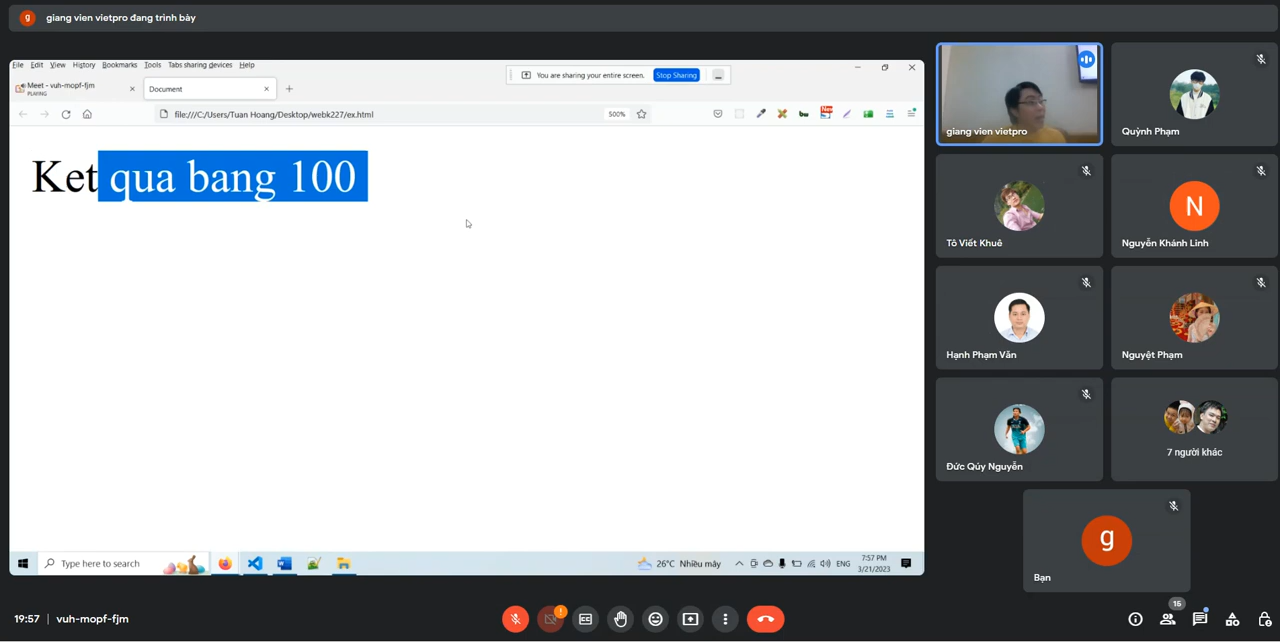 g
giang vien vietpro đang trình bày
File Edit View History Bookmarks Tools Tabs sharing devices Help
You are sharing your entire screen.
Stop Sharing
Meet - vuh-mopf-fjm
PLAYING
Document
file:///C:/Users/Tuan Hoang/Desktop/webk227/ex.html
500%
New
Ket qua bang 100
Type here to search
26°C Nhiều mây
ENG
7:57 PM
3/21/2023
giang vien vietpro
Quỳnh Phạm
Tô Viết Khuê
N
Nguyễn Khánh Linh
Hạnh Phạm Văn
Nguyệt Phạm
Đức Qủy Nguyễn
7 người khác
g
Bạn
19:57 | vuh-mopf-fjm
15